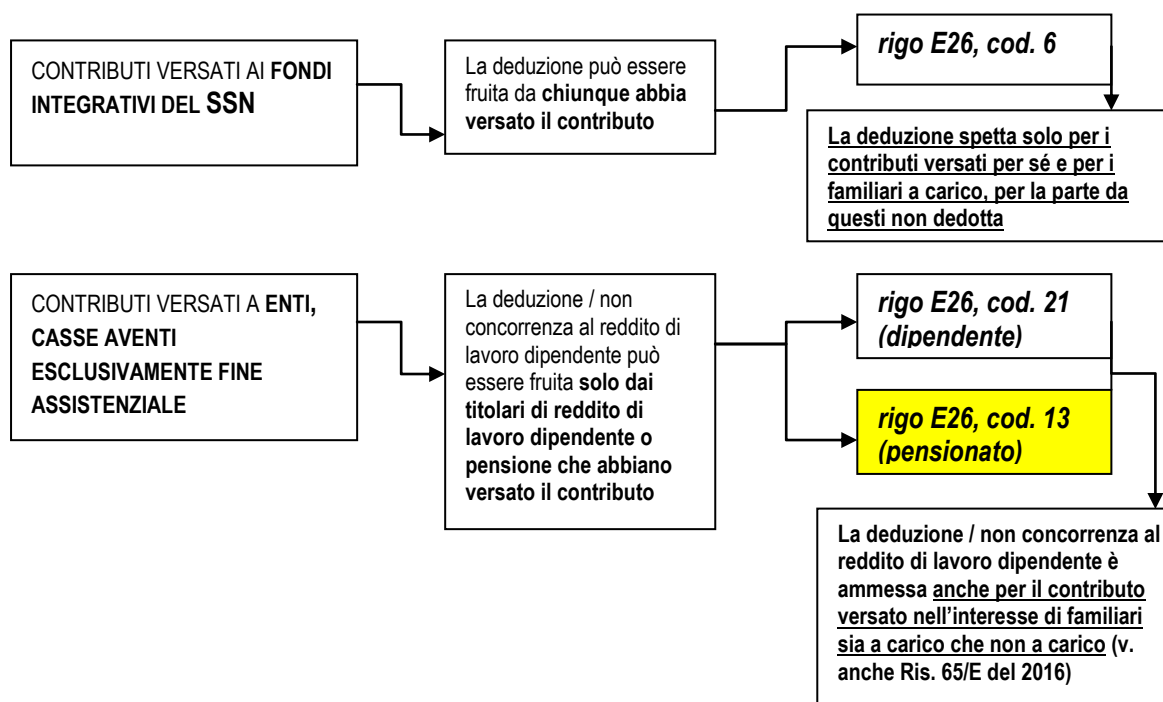 CONTRIBUTI VERSATI AI FONDI
INTEGRATIVI DEL SSN
La deduzione può essere
fruita da chiunque abbia
versato il contributo
rigo E26, cod. 6
La deduzione spetta solo per i
contributi versati per sé e per i
familiari a carico, per la parte da
questi non dedotta
CONTRIBUTI VERSATI A ENTI,
CASSE AVENTI
ESCLUSIVAMENTE FINE
ASSISTENZIALE
La deduzione / non
concorrenza al reddito di
lavoro dipendente può
essere fruita solo dai
titolari di reddito di
lavoro dipendente o
pensione che abbiano
versato il contributo
rigo E26, cod. 21
(dipendente)
rigo E26, cod. 13
(pensionato)
La deduzione / non concorrenza al
reddito di lavoro dipendente è
ammessa anche per il contributo
versato nell’interesse di familiari
sia a carico che non a carico (v.
anche Ris. 65/E del 2016)